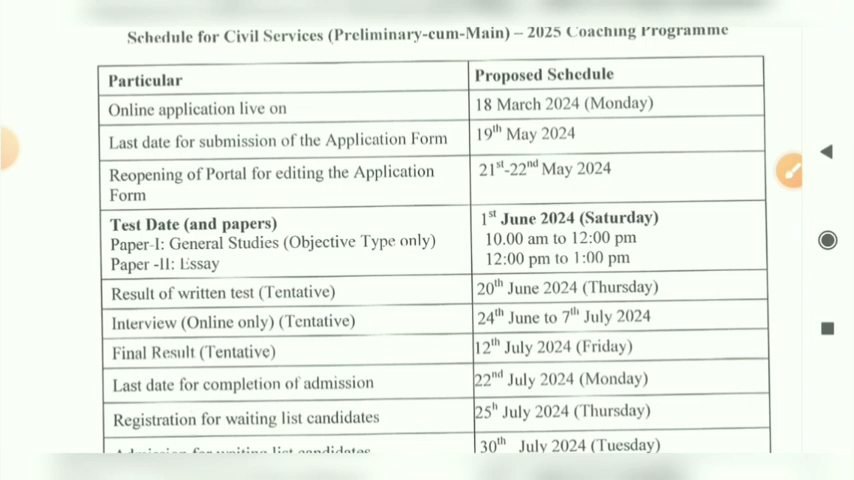 Schedule for Civil Services (Preliminary-cum-Main) – 2025 Coaching Programme
Particular
Proposed Schedule
Online application live on
18 March 2024 (Monday)
Last date for submission of the Application Form
19th May 2024
Reopening of Portal for editing the Application
Form
21st-22nd May 2024
Test Date (and papers)
Paper-I: General Studies (Objective Type only)
Paper -II: Essay
1st June 2024 (Saturday)
10.00 am to 12:00 pm
12:00 pm to 1:00 pm
Result of written test (Tentative)
20th June 2024 (Thursday)
Interview (Online only) (Tentative)
24th June to 7th July 2024
Final Result (Tentative)
12th July 2024 (Friday)
Last date for completion of admission
22nd July 2024 (Monday)
Registration for waiting list candidates
25h July 2024 (Thursday)
Admission for waiting list candidates
30th July 2024 (Tuesday)